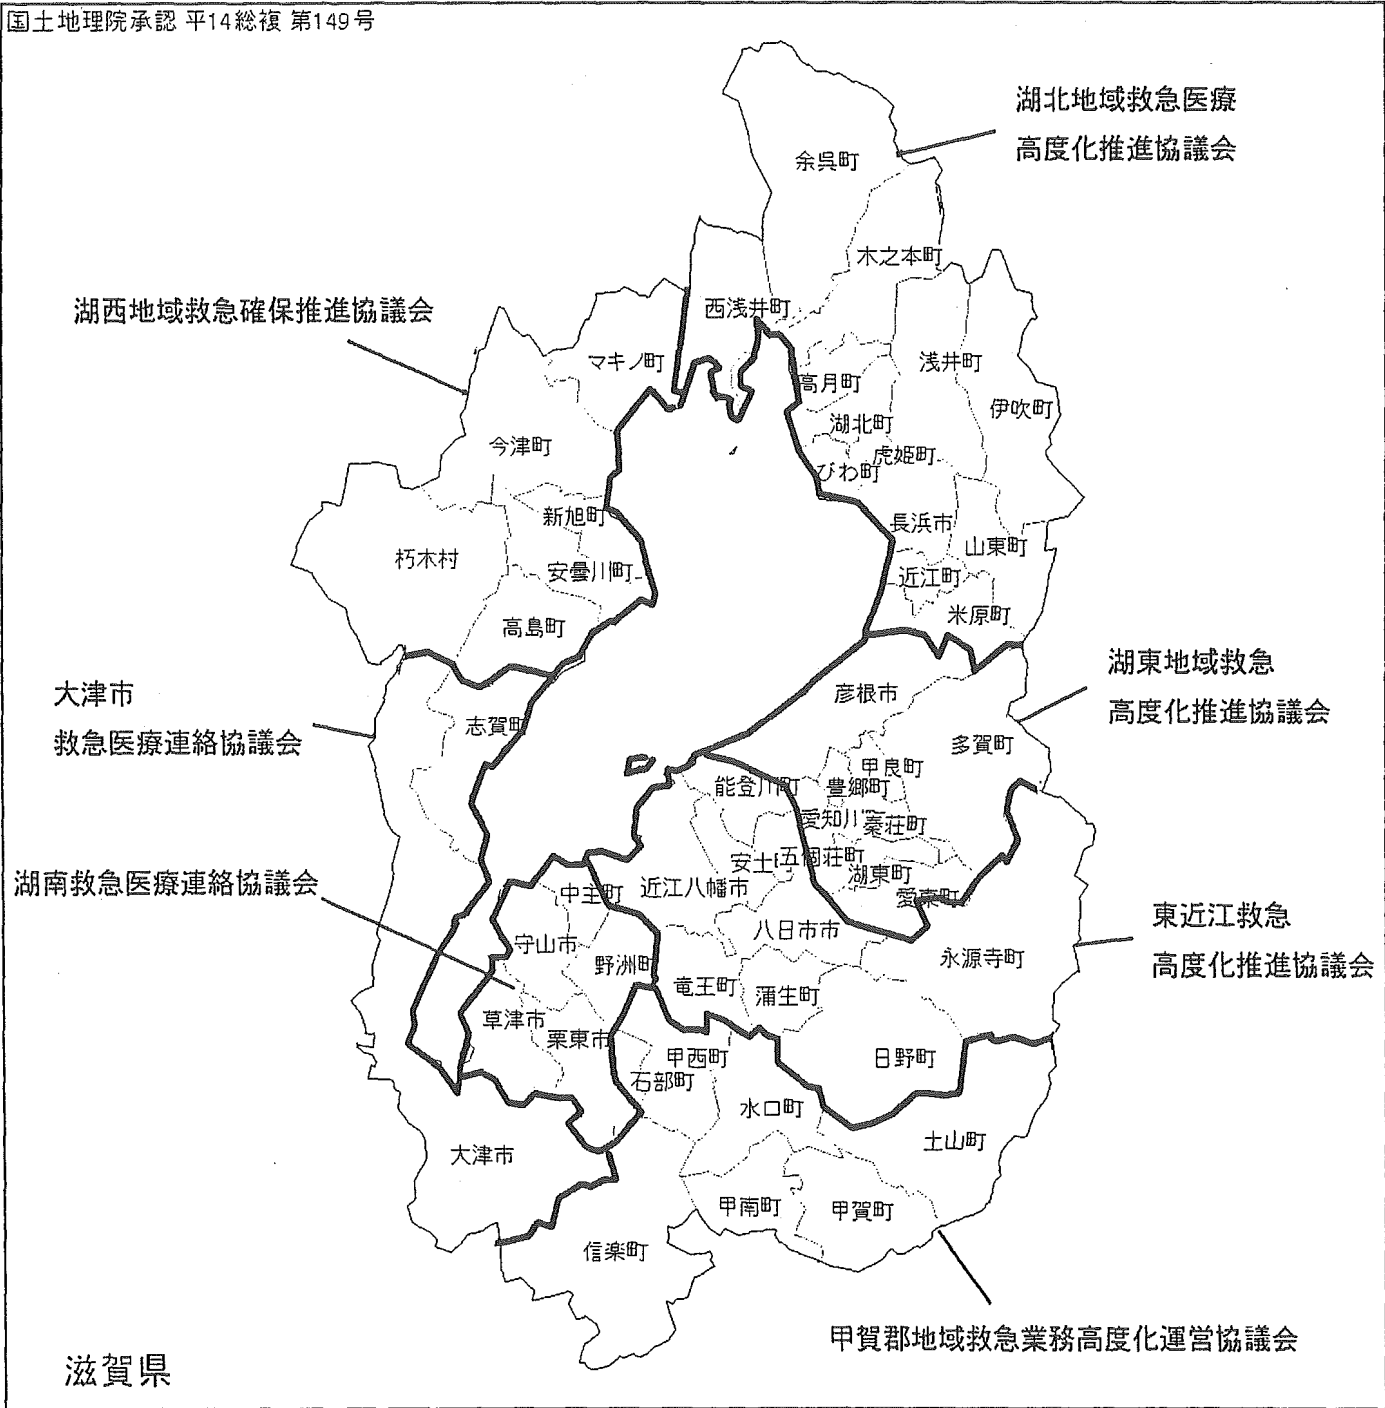 国土地理院承認 平14総複 第149号
湖北地域救急医療
高度化推進協議会
余呉町
木之本町
湖西地域救急確保推進協議会
西浅井町
マキノ町
浅井町
高月町
伊吹町
湖北町
今津町
虎姫町
びわ町
新旭町
長浜市
山東町
朽木村
安曇川町
近江町
米原町
高島町
湖東地域救急
高度化推進協議会
大津市
救急医療連絡協議会
彦根市
志賀町
多賀町
甲良町
能登川町
豊郷町
愛知川
秦荘町
安土
五個荘町
湖東町
湖南救急医療連絡協議会
中主町
近江八幡市
愛東町
東近江救急
高度化推進協議会
八日市市
守山市
野洲町
永源寺町
竜王町
蒲生町
草津市
栗東市
甲西町
日野町
石部町
水口町
土山町
大津市
甲南町
甲賀町
信楽町
甲賀郡地域救急業務高度化運営協議会
滋賀県